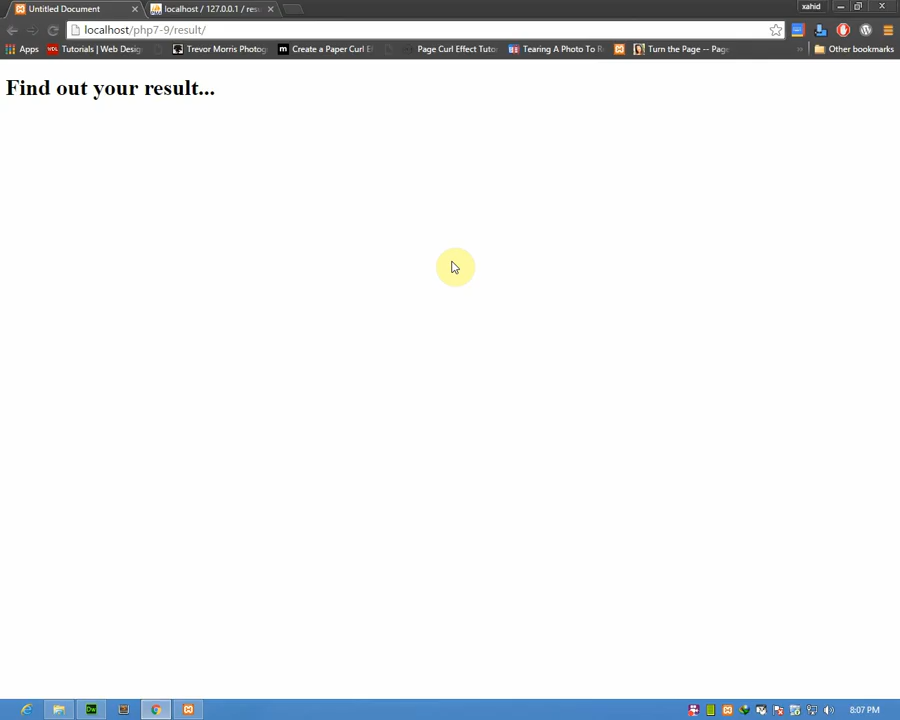 Untitled Document
localhost / 127.0.0.1 / resu
xahid
localhost/php7-9/result/
Apps
WDL
Tutorials | Web Desig
Trevor Morris Photog
m
Create a Paper Curl Ef
Page Curl Effect Tuto
Tearing A Photo To R
Turn the Page -- Page
»
Other bookmarks
Find out your result...
Dw
8:07 PM